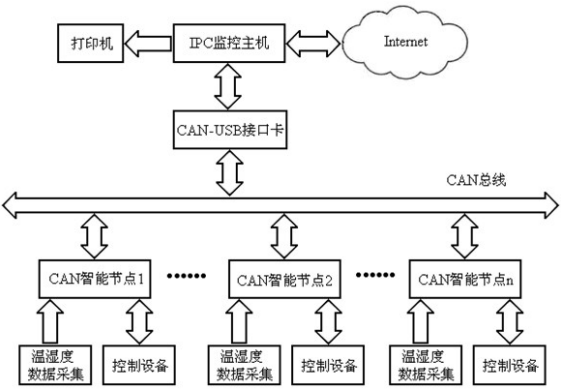 打印机
IPC监控主机
Internet
CAN-USB接口卡
CAN总线
CAN智能节点1
CAN智能节点2
CAN智能节点n
温湿度
数据采集
控制设备
温湿度
数据采集
控制设备
温湿度
数据采集
控制设备